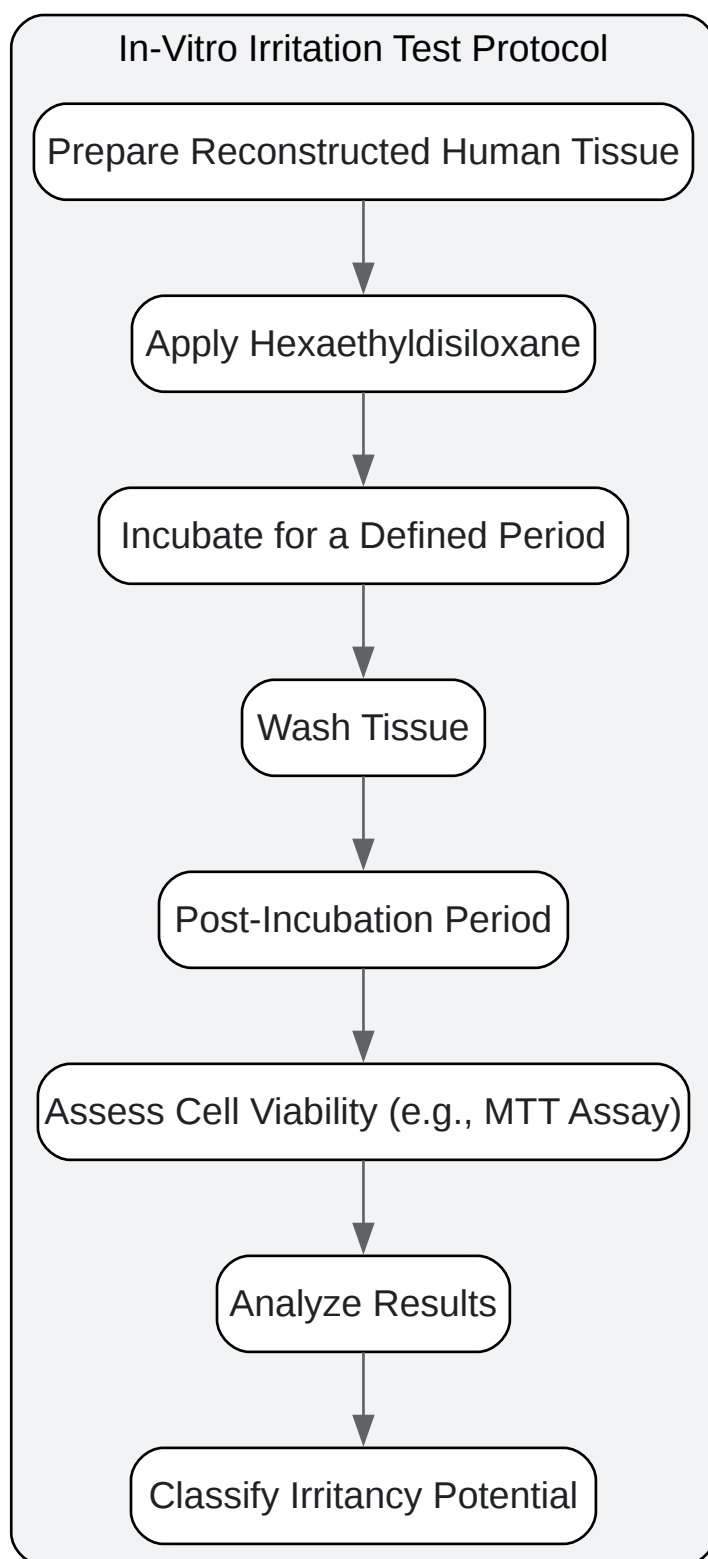 In-Vitro Irritation Test Protocol
Prepare Reconstructed Human Tissue
Apply Hexaethyldisiloxane
Incubate for a Defined Period
Wash Tissue
Post-Incubation Period
Assess Cell Viability (e.g., MTT Assay)
Analyze Results
Classify Irritancy Potential